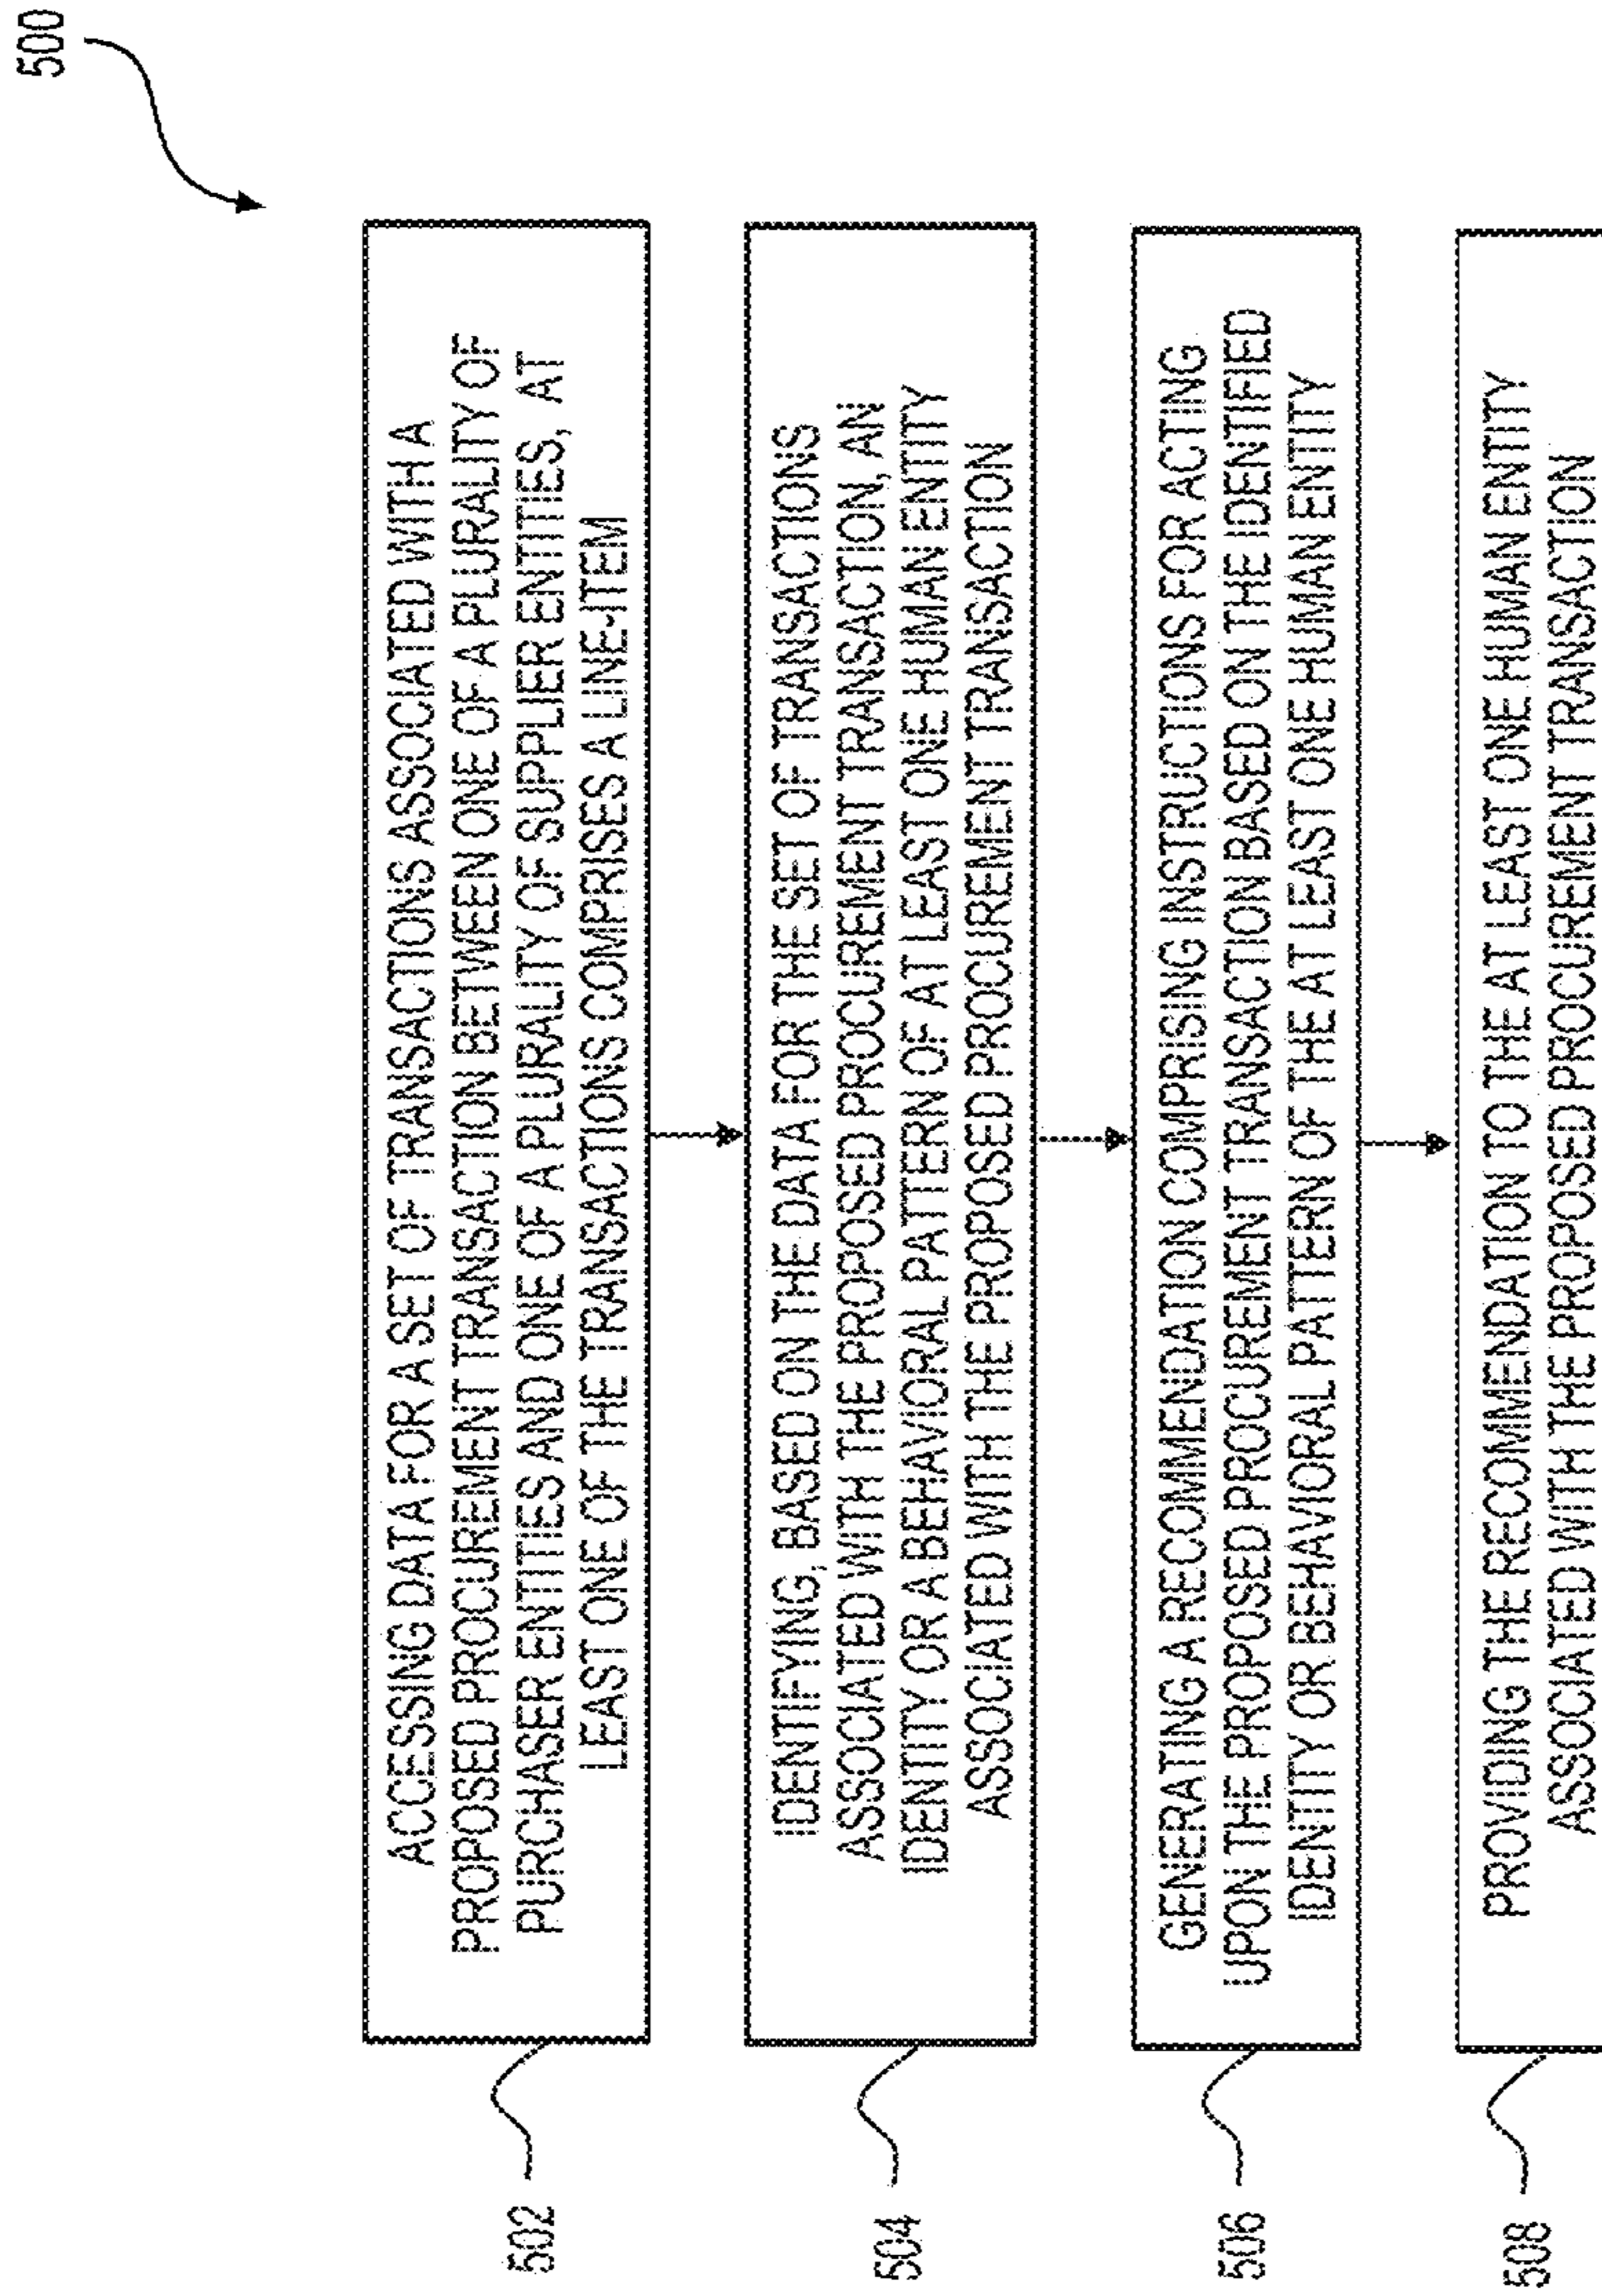 500
502
ACCESSING DATA FOR A SET OF TRANSACTIONS ASSOCIATED WITH A
PROPOSED PROCUREMENT TRANSACTION BETWEEN ONE OF A PLURALITY OF
PURCHASER ENTITIES AND ONE OF A PLURALITY OF SUPPLIER ENTITIES, AT
LEAST ONE OF THE TRANSACTIONS COMPRISES A LINE-ITEM
504
IDENTIFYING, BASED ON THE DATA FOR THE SET OF TRANSACTIONS
ASSOCIATED WITH THE PROPOSED PROCUREMENT TRANSACTION, AN
IDENTITY OR A BEHAVIORAL PATTERN OF AT LEAST ONE HUMAN ENTITY
ASSOCIATED WITH THE PROPOSED PROCUREMENT TRANSACTION
506
GENERATING A RECOMMENDATION COMPRISING INSTRUCTIONS FOR ACTING
UPON THE PROPOSED PROCUREMENT TRANSACTION BASED ON THE IDENTIFIED
IDENTITY OR BEHAVIORAL PATTERN OF THE AT LEAST ONE HUMAN ENTITY
508
PROVIDING THE RECOMMENDATION TO THE AT LEAST ONE HUMAN ENTITY
ASSOCIATED WITH THE PROPOSED PROCUREMENT TRANSACTION